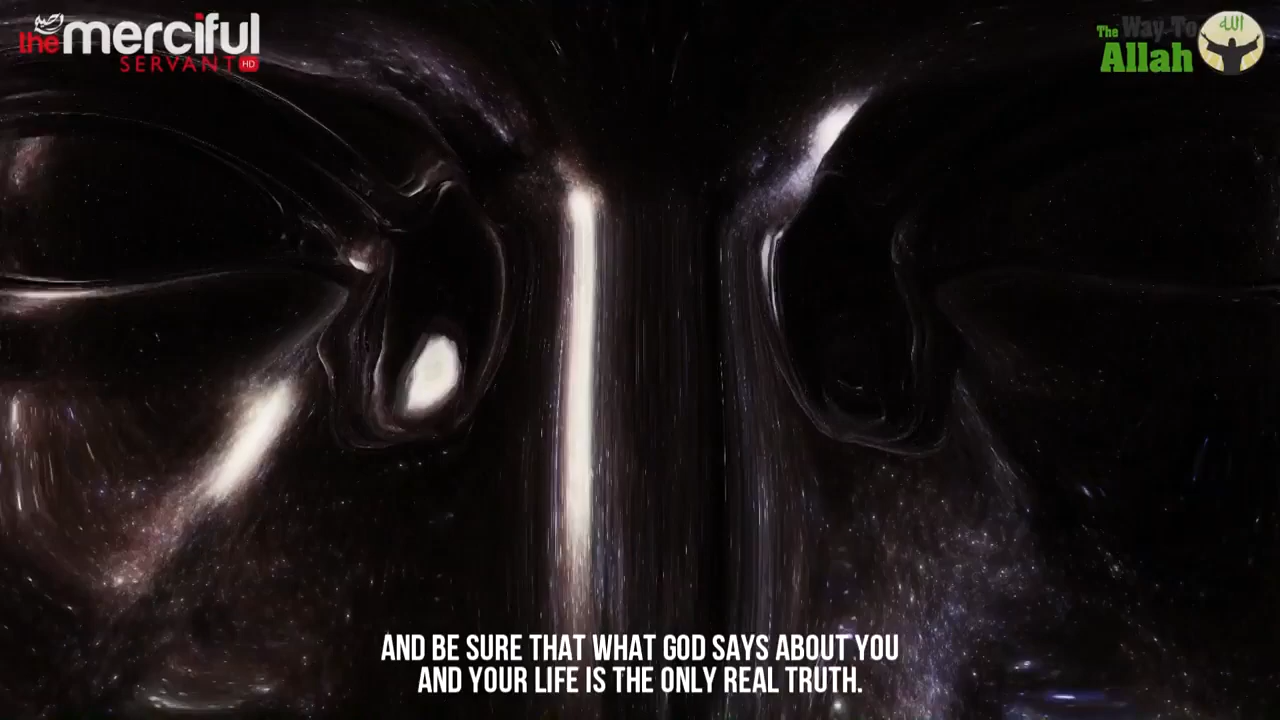 the merciful
SERVANT HD
The Way To
Allah
الله
AND BE SURE THAT WHAT GOD SAYS ABOUT YOU
AND YOUR LIFE IS THE ONLY REAL TRUTH.